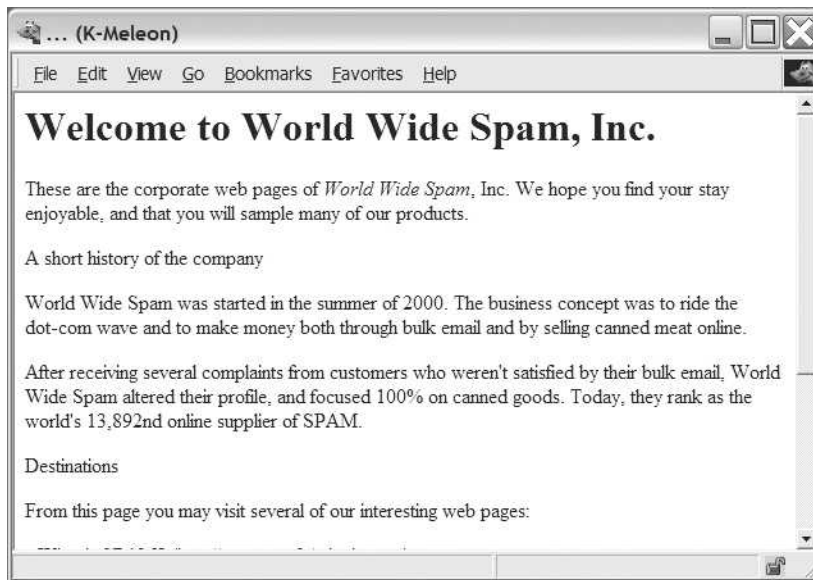 ... (K-Meleon)
File Edit View Go Bookmarks Favorites Help
Welcome to World Wide Spam, Inc.
These are the corporate web pages of World Wide Spam, Inc. We hope you find your stay
enjoyable, and that you will sample many of our products.
A short history of the company
World Wide Spam was started in the summer of 2000. The business concept was to ride the
dot-com wave and to make money both through bulk email and by selling canned meat online.
After receiving several complaints from customers who weren't satisfied by their bulk email, World
Wide Spam altered their profile, and focused 100% on canned goods. Today, they rank as the
world's 13,892nd online supplier of SPAM.
Destinations
From this page you may visit several of our interesting web pages: